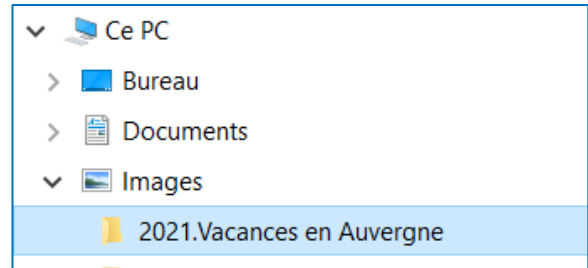 Ce PC
Bureau
Documents
Images
2021.Vacances en Auvergne